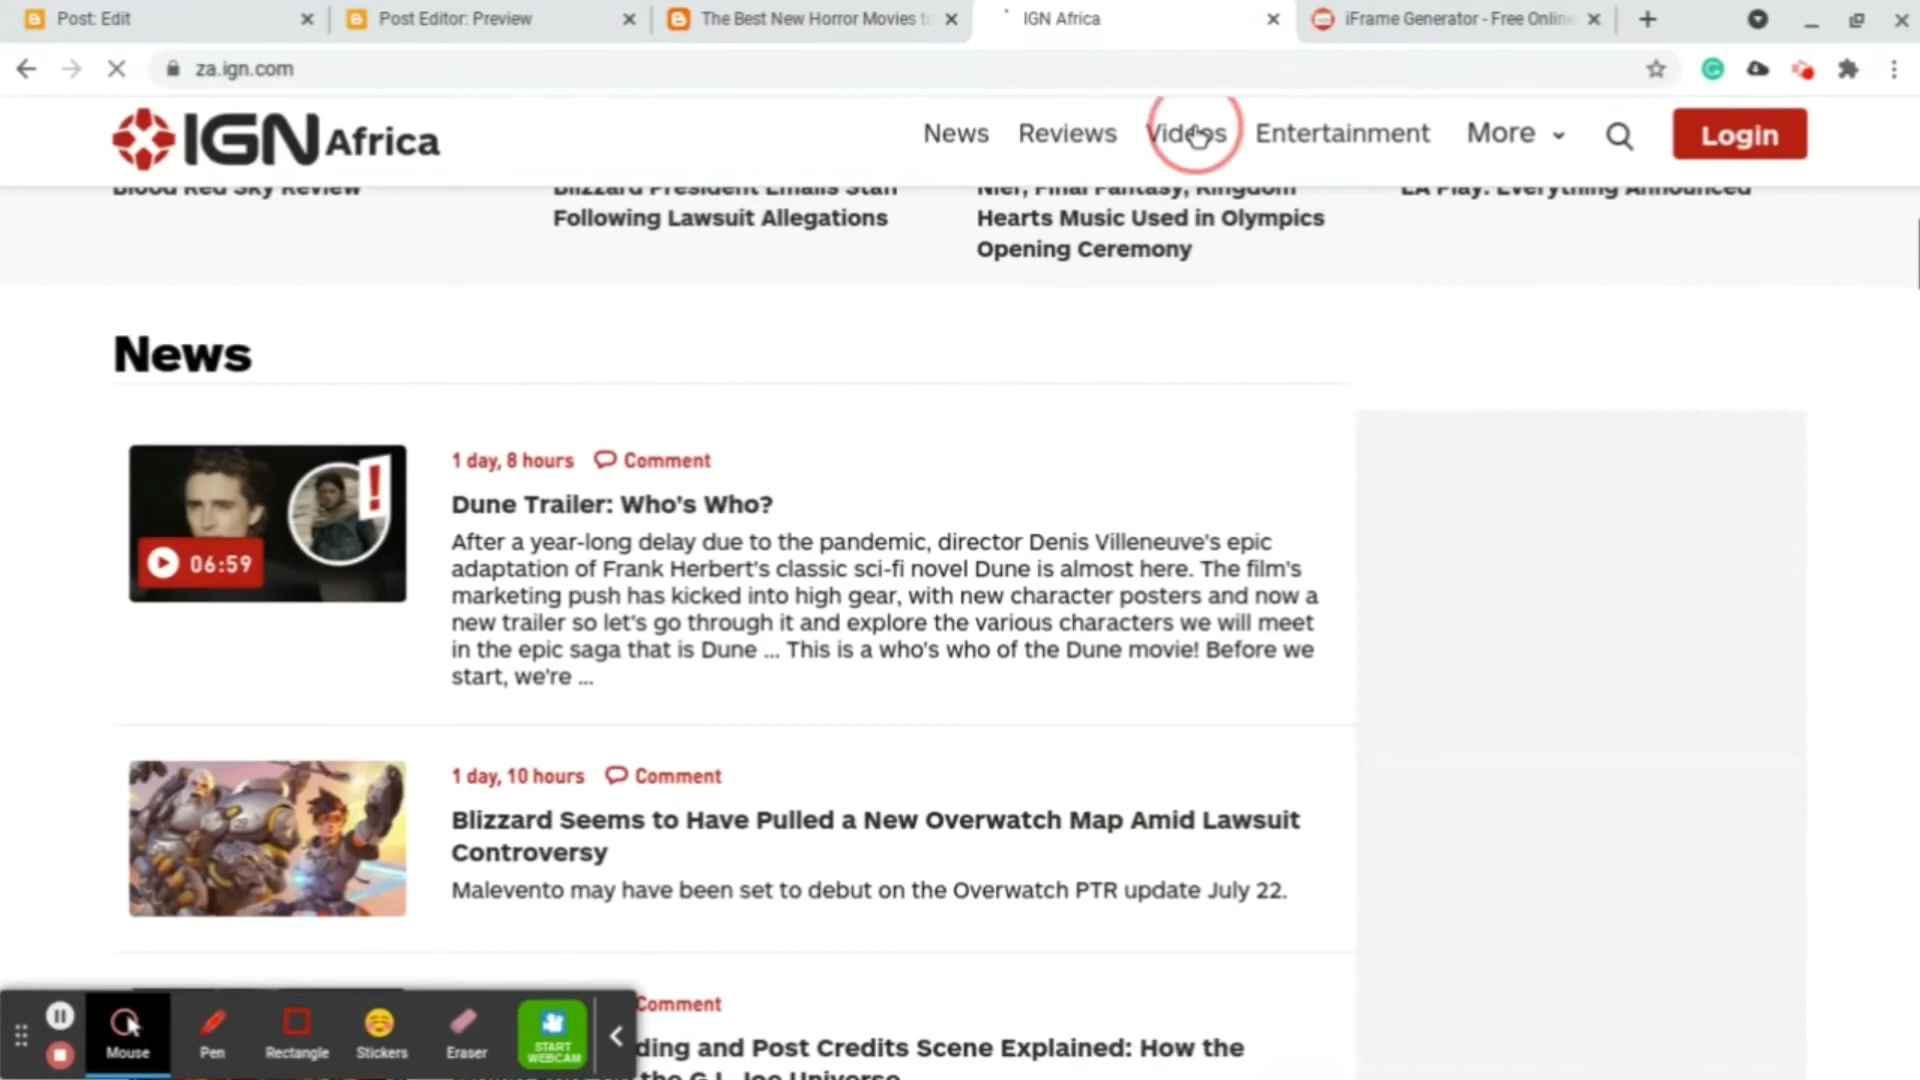 Post: Edit
Post Editor: Preview
The Best New Horror Movies to
IGN Africa
iFrame Generator - Free Onlin
za.ign.com
IGN Africa
News Reviews Videos Entertainment More Login
Blood Red Sky Review
Blizzard President Emails Staff
Following Lawsuit Allegations
Nier, Final Fantasy, Kingdom
Hearts Music Used in Olympics
Opening Ceremony
EA Play: Everything Announced
News
06:59
1 day, 8 hours Comment
Dune Trailer: Who's Who?
After a year-long delay due to the pandemic, director Denis Villeneuve's epic
adaptation of Frank Herbert's classic sci-fi novel Dune is almost here. The film's
marketing push has kicked into high gear, with new character posters and now a
new trailer so let's go through it and explore the various characters we will meet
in the epic saga that is Dune ... This is a who's who of the Dune movie! Before we
start, we're ...
1 day, 10 hours Comment
Blizzard Seems to Have Pulled a New Overwatch Map Amid Lawsuit
Controversy
Malevento may have been set to debut on the Overwatch PTR update July 22.
Comment
ding and Post Credits Scene Explained: How the
the G.I. Joe Universe
Mouse
Pen
Rectangle
Stickers
Eraser
START
WEBCAM